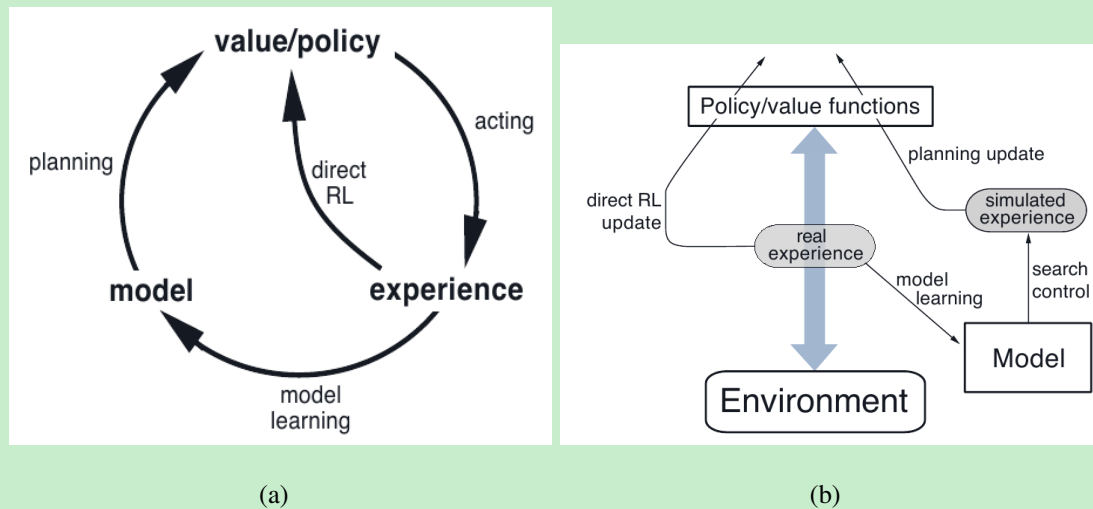 value/policy
acting
planning
direct
RL
model
experience
model
learning
(a)
Policy/value functions
planning update
direct RL
update
simulated
experience
real
experience
model
learning
search
control
Model
Environment
(b)